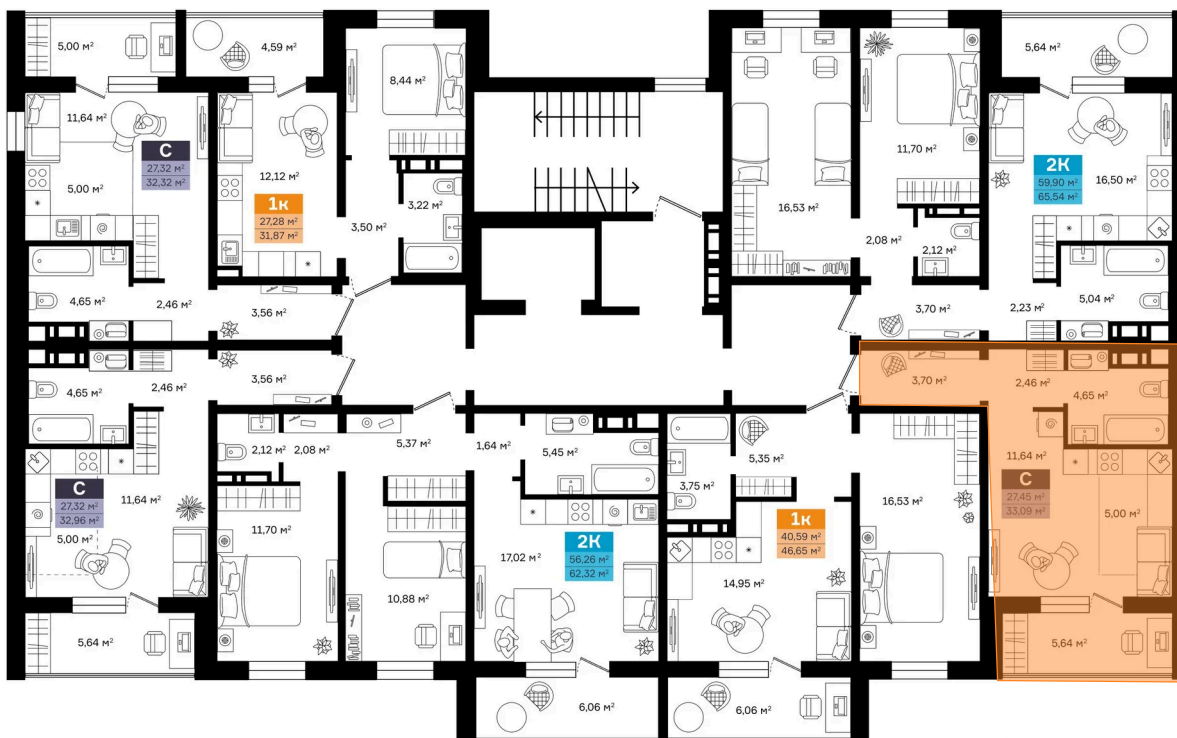 5,00 м²
4,59 м²
8,44 м²
5,64 м²
11,64 м²
С
27,32 м²
32,32 м²
5,00 м²
12,12 м²
1к
27,28 м²
31,87 м²
3,50 м²
3,22 м²
16,53 м²
11,70 м²
2К
59,90 м²
65,54 м²
16,50 м²
2,08 м²
2,12 м²
4,65 м²
2,46 м²
3,56 м²
3,70 м²
2,23 м²
5,04 м²
4,65 м²
2,46 м²
3,56 м²
3,70 м²
2,46 м²
4,65 м²
2,12 м²
2,08 м²
5,37 м²
1,64 м²
5,45 м²
3,75 м²
5,35 м²
16,53 м²
11,64 м²
С
27,45 м²
33,09 м²
5,00 м²
С
27,32 м²
32,96 м²
11,64 м²
5,00 м²
11,70 м²
10,88 м²
17,02 м²
2К
56,26 м²
62,32 м²
1к
40,59 м²
46,65 м²
14,95 м²
5,64 м²
5,64 м²
6,06 м²
6,06 м²